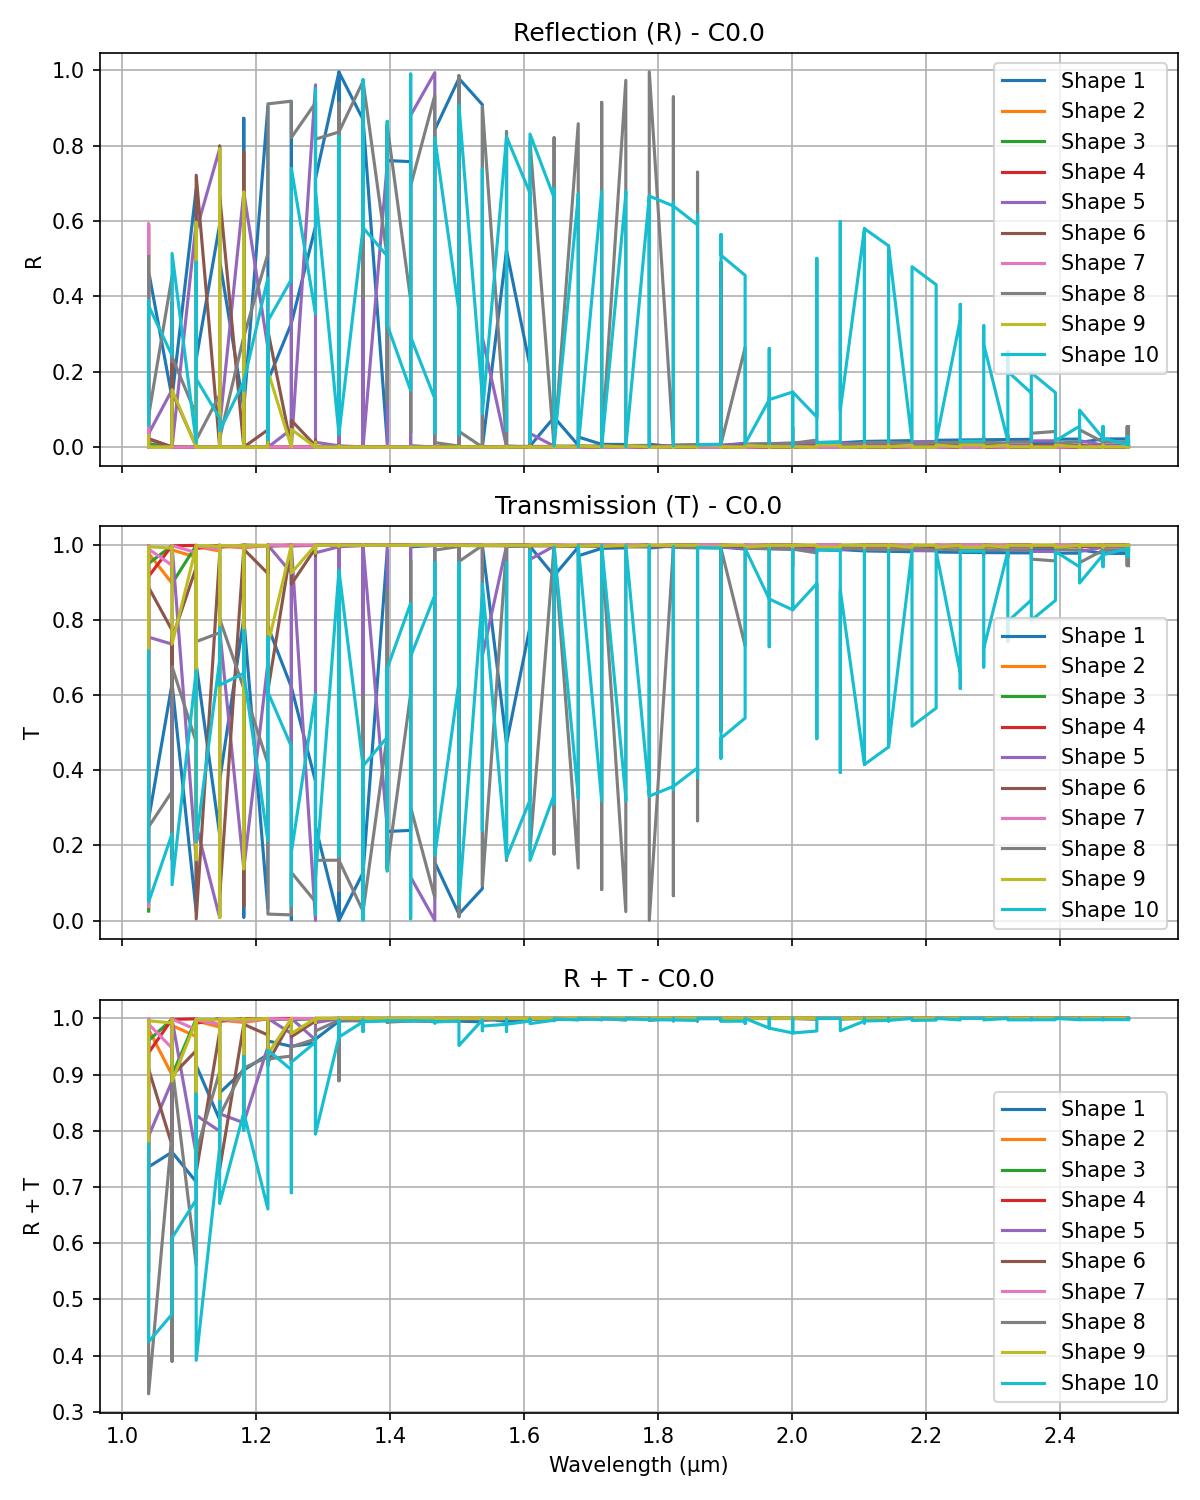 Reflection (R) - C0.0
1.0
0.8
0.6
0.4
0.2
0.0
R
Shape 1
Shape 2
Shape 3
Shape 4
Shape 5
Shape 6
Shape 7
Shape 8
Shape 9
Shape 10
Transmission (T) - C0.0
1.0
0.8
0.6
0.4
0.2
0.0
T
Shape 1
Shape 2
Shape 3
Shape 4
Shape 5
Shape 6
Shape 7
Shape 8
Shape 9
Shape 10
R + T - C0.0
1.0
0.9
0.8
0.7
0.6
0.5
0.4
0.3
R + T
Shape 1
Shape 2
Shape 3
Shape 4
Shape 5
Shape 6
Shape 7
Shape 8
Shape 9
Shape 10
1.0 1.2 1.4 1.6 1.8 2.0 2.2 2.4
Wavelength (μm)